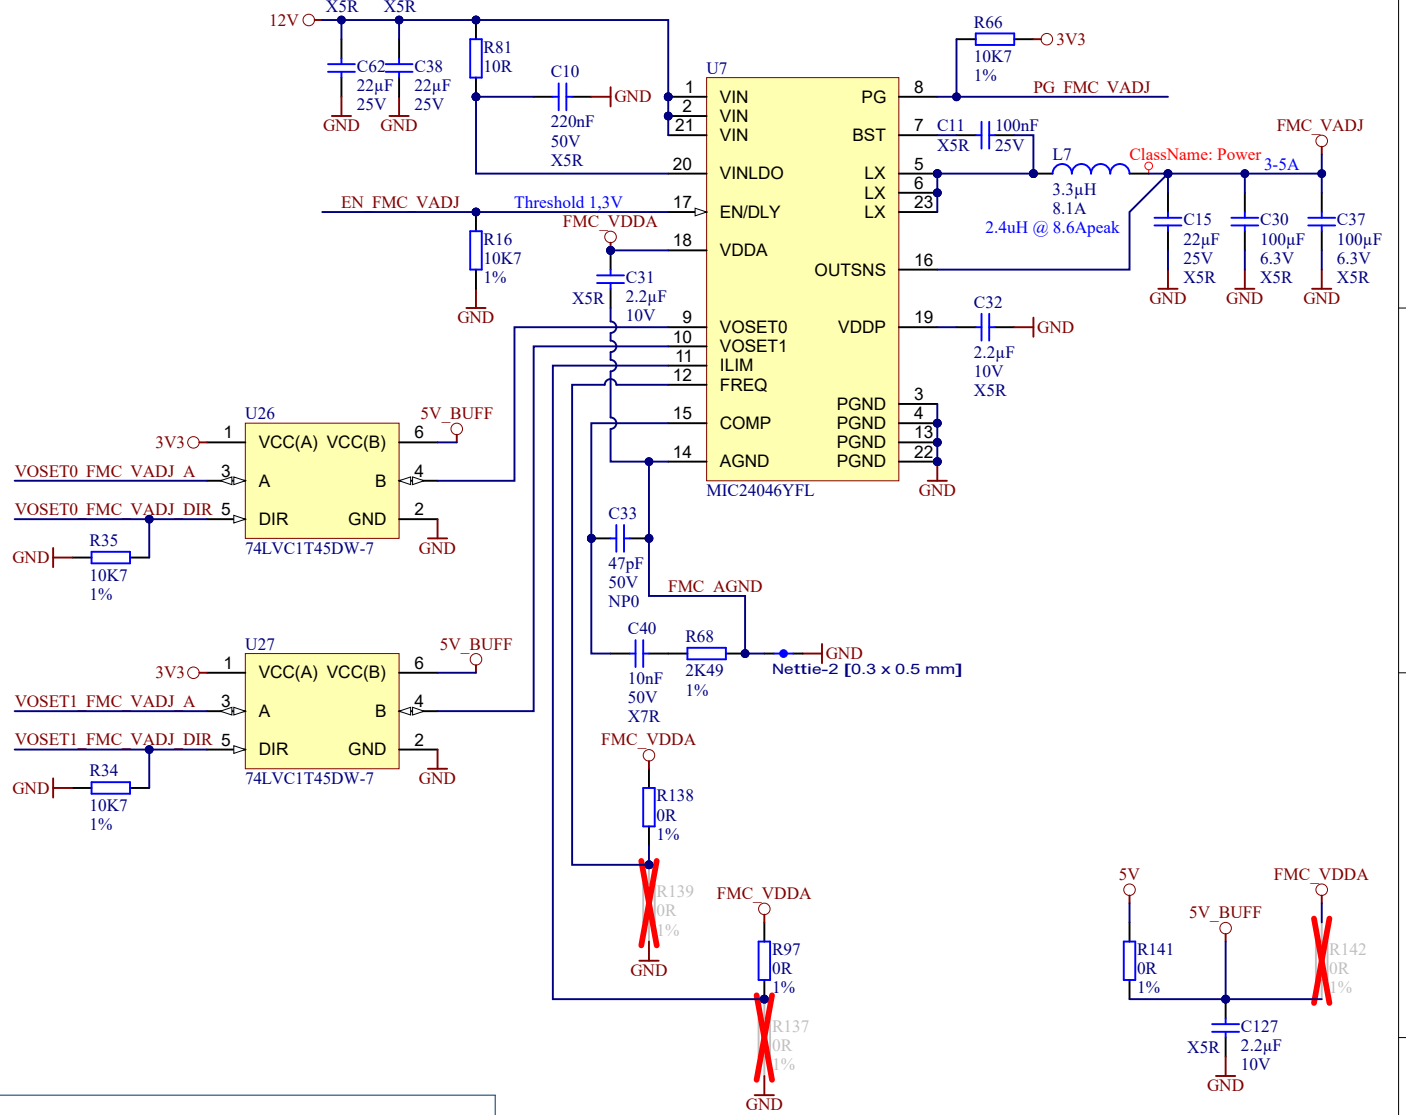 X5R X5R
12V
C62 22µF 25V
GND
C38 22µF 25V
GND
R81 10R
C10
220nF
50V
X5R
GND
R66
10K7
1%
3V3
PG_FMC_VADJ
U7
1 VIN PG 8
2 VIN
21 VIN BST 7
20 VINLDO LX 5
LX 6
17 EN/DLY LX 23
18 VDDA
OUTSNS 16
9 VOSET0 VDDP 19
10 VOSET1
11 ILIM
12 FREQ
PGND 3
15 COMP PGND 4
PGND 13
14 AGND PGND 22
MIC24046YFL
GND
C11 100nF
X5R 25V
L7
3.3µH
8.1A
2.4uH @ 8.6Apeak
ClassName: Power
3-5A
FMC_VADJ
C15
22µF
25V
X5R
GND
C30
100µF
6.3V
X5R
GND
C37
100µF
6.3V
X5R
GND
C32
2.2µF
10V
X5R
GND
EN_FMC_VADJ
Threshold 1,3V
R16
10K7
1%
GND
FMC_VDDA
C31
X5R 2.2µF
10V
U26
3V3 1 VCC(A) VCC(B) 6 5V_BUFF
VOSET0_FMC_VADJ_A 3 A B 4
VOSET0_FMC_VADJ_DIR 5 DIR GND 2
74LVC1T45DW-7
GND
GND R35
10K7
1%
U27
3V3 1 VCC(A) VCC(B) 6 5V_BUFF
VOSET1_FMC_VADJ_A 3 A B 4
VOSET1_FMC_VADJ_DIR 5 DIR GND 2
74LVC1T45DW-7
GND
GND R34
10K7
1%
C33
47pF
50V
NP0
FMC_AGND
C40
10nF
50V
X7R
R68
2K49
1%
GND
Nettie-2 [0.3 x 0.5 mm]
FMC_VDDA
R138
0R
1%
R139
0R
1%
GND
FMC_VDDA
R97
0R
1%
R137
0R
1%
GND
5V
R141
0R
1%
5V_BUFF
FMC_VDDA
R142
0R
1%
C127
X5R 2.2µF
10V
GND